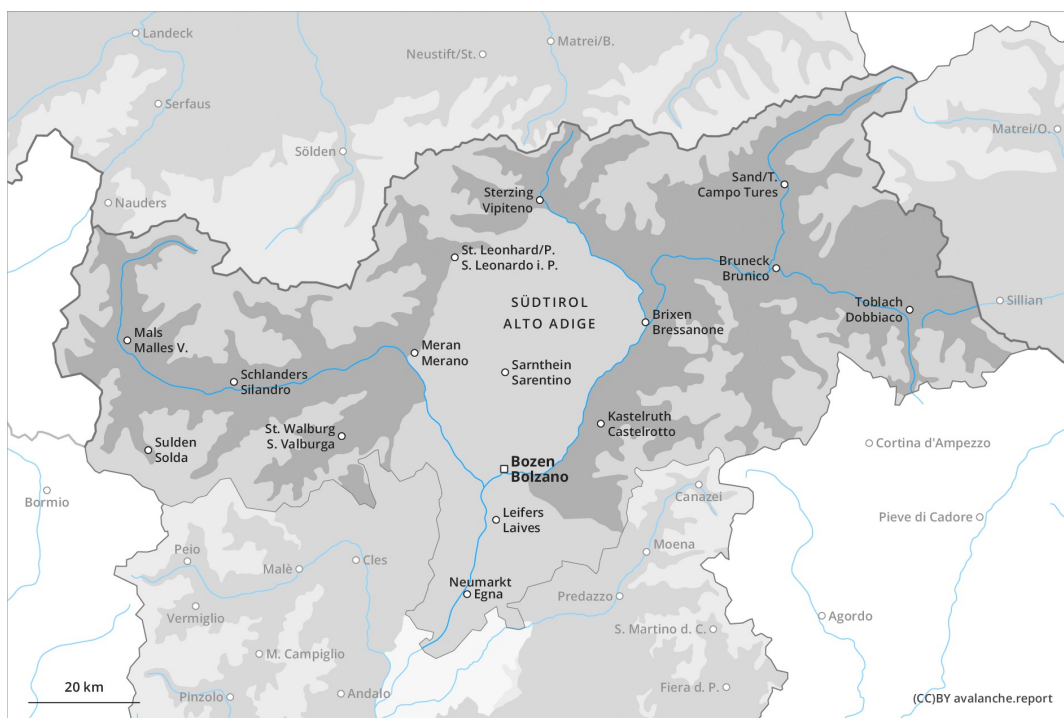 Landeck
Neustift/St.
Matrei/B.
Serfaus
Sölden
Matrei/O.
Nauders
Sterzing
Vipiteno
Sand/T.
Campo Tures
St. Leonhard/P.
S. Leonardo i. P.
Bruneck
Brunico
SÜDTIROL
ALTO ADIGE
Toblach
Dobbiaco
Sillian
Mals
Malles V.
Meran
Merano
Brixen
Bressanone
Schlanders
Silandro
Sarnthein
Sarentino
St. Walburg
S. Valburga
Kastelruth
Castelrotto
Sulden
Solda
Cortina d'Ampezzo
Bozen
Bolzano
Bormio
Canazei
Leifers
Laives
Pieve di Cadore
Peio
Malè
Cles
Moena
Neumarkt
Egna
Predazzo
Vermiglio
Agordo
S. Martino d. C.
M. Campiglio
20 km
Pinzolo
Andalo
Fiera d. P.
(CC)BY avalanche.report